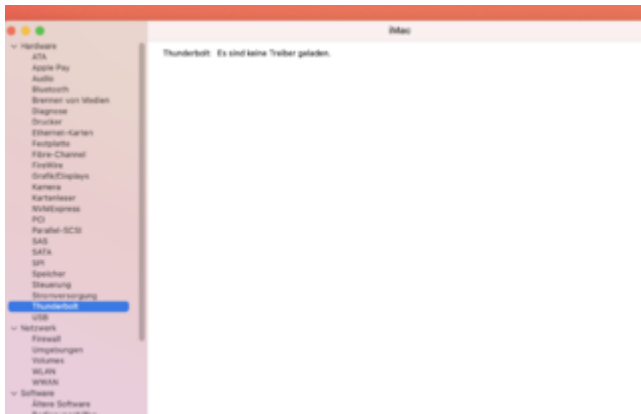 iMac
Hardware
ATA
Apple Pay
Audio
Bluetooth
Brennen von Medien
Diagnose
Drucker
Ethernet-Karten
Festplatte
Fibre-Channel
FireWire
Grafik/Displays
Kamera
Kartenleser
NVMExpress
PCI
Parallel-SCSI
SAS
SATA
SPI
Speicher
Steuerung
Stromversorgung
Thunderbolt
USB
Netzwerk
Firewall
Umgebungen
Volumes
WLAN
WWAN
Software
Ältere Software
Thunderbolt: Es sind keine Treiber geladen.